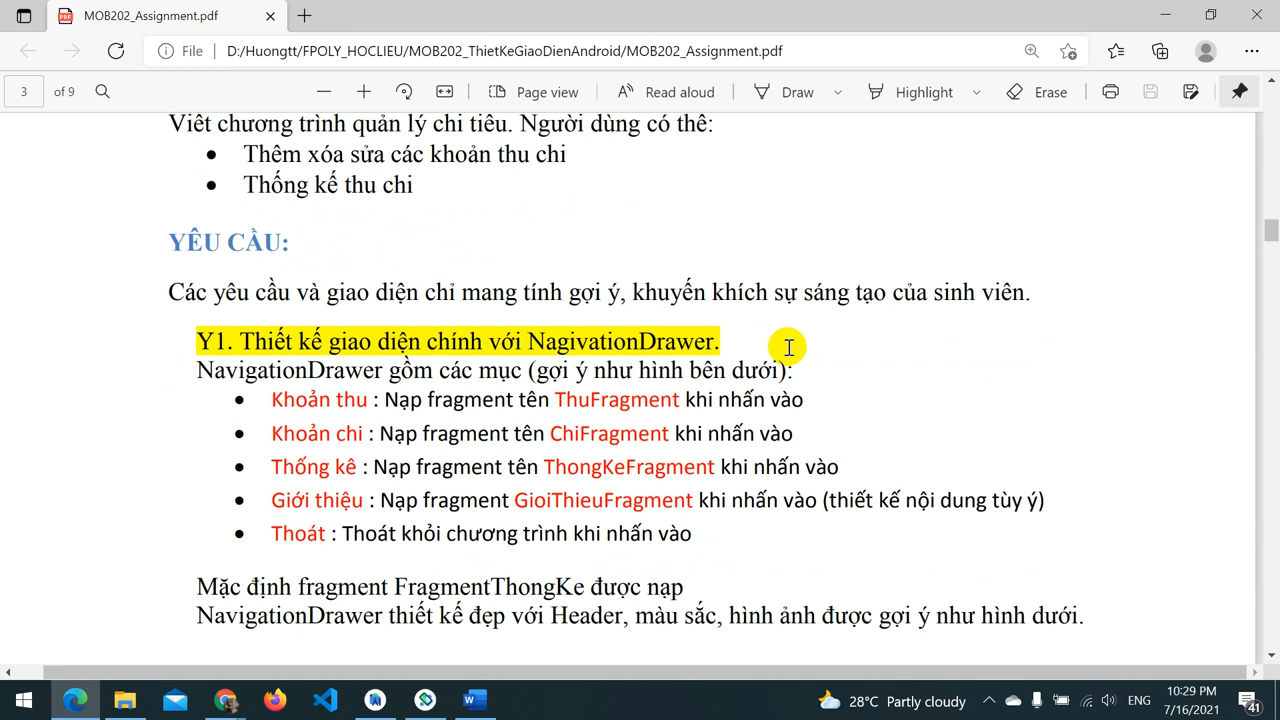 MOB202_Assignment.pdf
File D:/Huongtt/FPOLY_HOCLIEU/MOB202_ThietKeGiaoDienAndroid/MOB202_Assignment.pdf
3 of 9 Page view Read aloud Draw Highlight Erase
Viêt chương trình quản lý chi tiêu. Người dùng có thê:
• Thêm xóa sửa các khoản thu chi
• Thống kế thu chi
YÊU CẦU:
Các yêu cầu và giao diện chỉ mang tính gợi ý, khuyến khích sự sáng tạo của sinh viên.
Y1. Thiết kế giao diện chính với NagivationDrawer.
NavigationDrawer gồm các mục (gợi ý như hình bên dưới):
• Khoản thu : Nạp fragment tên ThuFragment khi nhấn vào
• Khoản chi : Nạp fragment tên ChiFragment khi nhấn vào
• Thống kê : Nạp fragment tên ThongKeFragment khi nhấn vào
• Giới thiệu : Nạp fragment GioiThieuFragment khi nhấn vào (thiết kế nội dung tùy ý)
• Thoát : Thoát khỏi chương trình khi nhấn vào
Mặc định fragment FragmentThongKe được nạp
NavigationDrawer thiết kế đẹp với Header, màu sắc, hình ảnh được gợi ý như hình dưới.
28°C Partly cloudy ENG 10:29 PM
7/16/2021 41